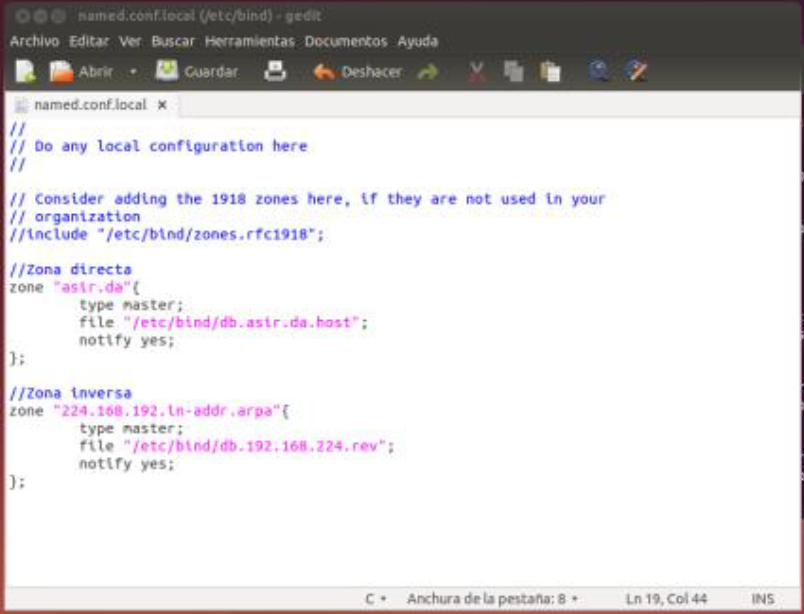 named.conf.local (/etc/bind) - gedit
Archivo Editar Ver Buscar Herramientas Documentos Ayuda
Abrir Guardar Deshacer
named.conf.local ×
//
// Do any local configuration here
//
// Consider adding the 1918 zones here, if they are not used in your
// organization
//include "/etc/bind/zones.rfc1918";
//Zona directa
zone "asir.da"{
type master;
file "/etc/bind/db.asir.da.host";
notify yes;
};
//Zona inversa
zone "224.168.192.in-addr.arpa"{
type master;
file "/etc/bind/db.192.168.224.rev";
notify yes;
};
C Anchura de la pestaña: 8 Ln 19, Col 44 INS